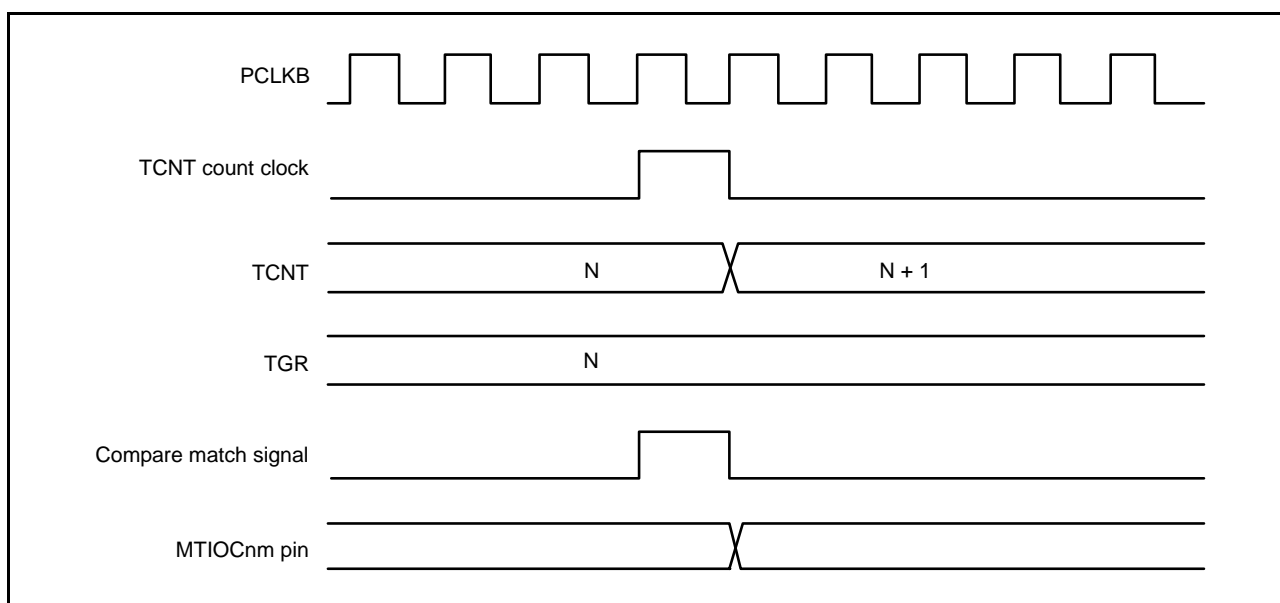 PCLKB
TCNT count clock
TCNT
N
N + 1
TGR
N
Compare match signal
MTIOCnm pin